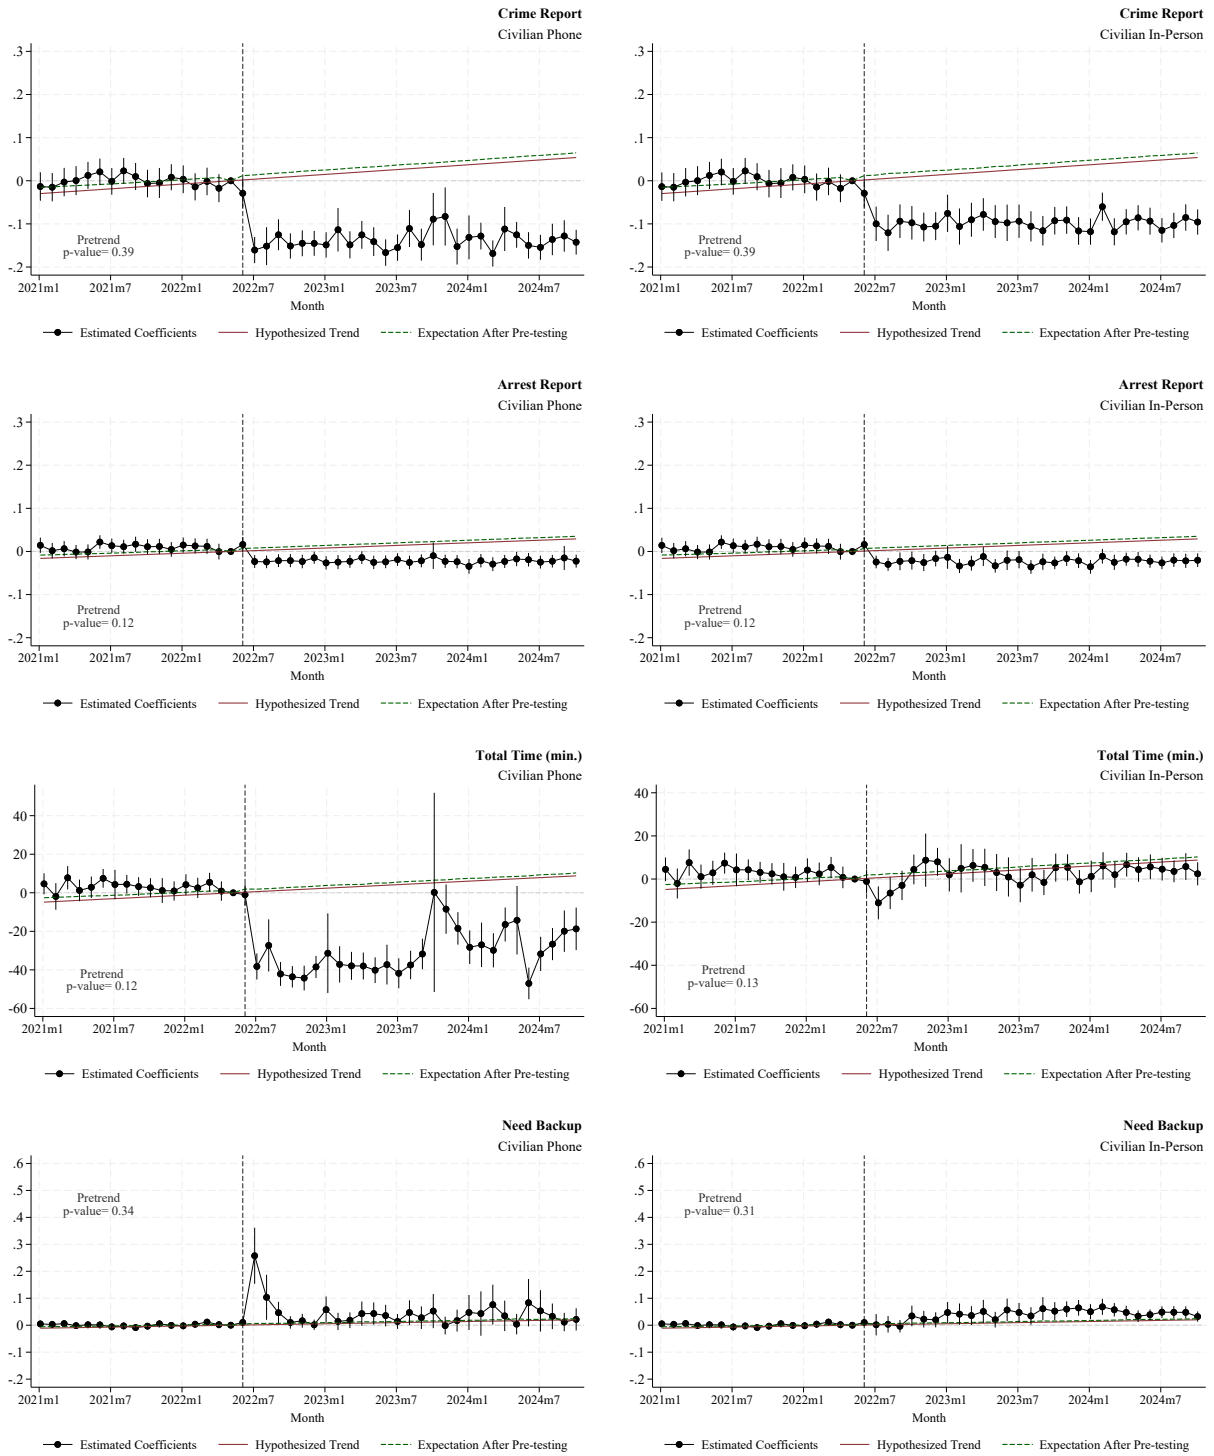 Crime Report
Civilian Phone
.3
.2
.1
0
-.1
-.2
Pretrend
p-value= 0.39
2021m1 2021m7 2022m1 2022m7 2023m1 2023m7 2024m1 2024m7
Month
Estimated Coefficients Hypothesized Trend Expectation After Pre-testing
Crime Report
Civilian In-Person
.3
.2
.1
0
-.1
-.2
Pretrend
p-value= 0.39
2021m1 2021m7 2022m1 2022m7 2023m1 2023m7 2024m1 2024m7
Month
Estimated Coefficients Hypothesized Trend Expectation After Pre-testing
Arrest Report
Civilian Phone
.3
.2
.1
0
-.1
-.2
Pretrend
p-value= 0.12
2021m1 2021m7 2022m1 2022m7 2023m1 2023m7 2024m1 2024m7
Month
Estimated Coefficients Hypothesized Trend Expectation After Pre-testing
Arrest Report
Civilian In-Person
.3
.2
.1
0
-.1
-.2
Pretrend
p-value= 0.12
2021m1 2021m7 2022m1 2022m7 2023m1 2023m7 2024m1 2024m7
Month
Estimated Coefficients Hypothesized Trend Expectation After Pre-testing
Total Time (min.)
Civilian Phone
40
20
0
-20
-40
-60
Pretrend
p-value= 0.12
2021m1 2021m7 2022m1 2022m7 2023m1 2023m7 2024m1 2024m7
Month
Estimated Coefficients Hypothesized Trend Expectation After Pre-testing
Total Time (min.)
Civilian In-Person
40
20
0
-20
-40
-60
Pretrend
p-value= 0.13
2021m1 2021m7 2022m1 2022m7 2023m1 2023m7 2024m1 2024m7
Month
Estimated Coefficients Hypothesized Trend Expectation After Pre-testing
Need Backup
Civilian Phone
.6
.5
.4
.3
.2
.1
0
-.1
-.2
Pretrend
p-value= 0.34
2021m1 2021m7 2022m1 2022m7 2023m1 2023m7 2024m1 2024m7
Month
Estimated Coefficients Hypothesized Trend Expectation After Pre-testing
Need Backup
Civilian In-Person
.6
.5
.4
.3
.2
.1
0
-.1
-.2
Pretrend
p-value= 0.31
2021m1 2021m7 2022m1 2022m7 2023m1 2023m7 2024m1 2024m7
Month
Estimated Coefficients Hypothesized Trend Expectation After Pre-testing